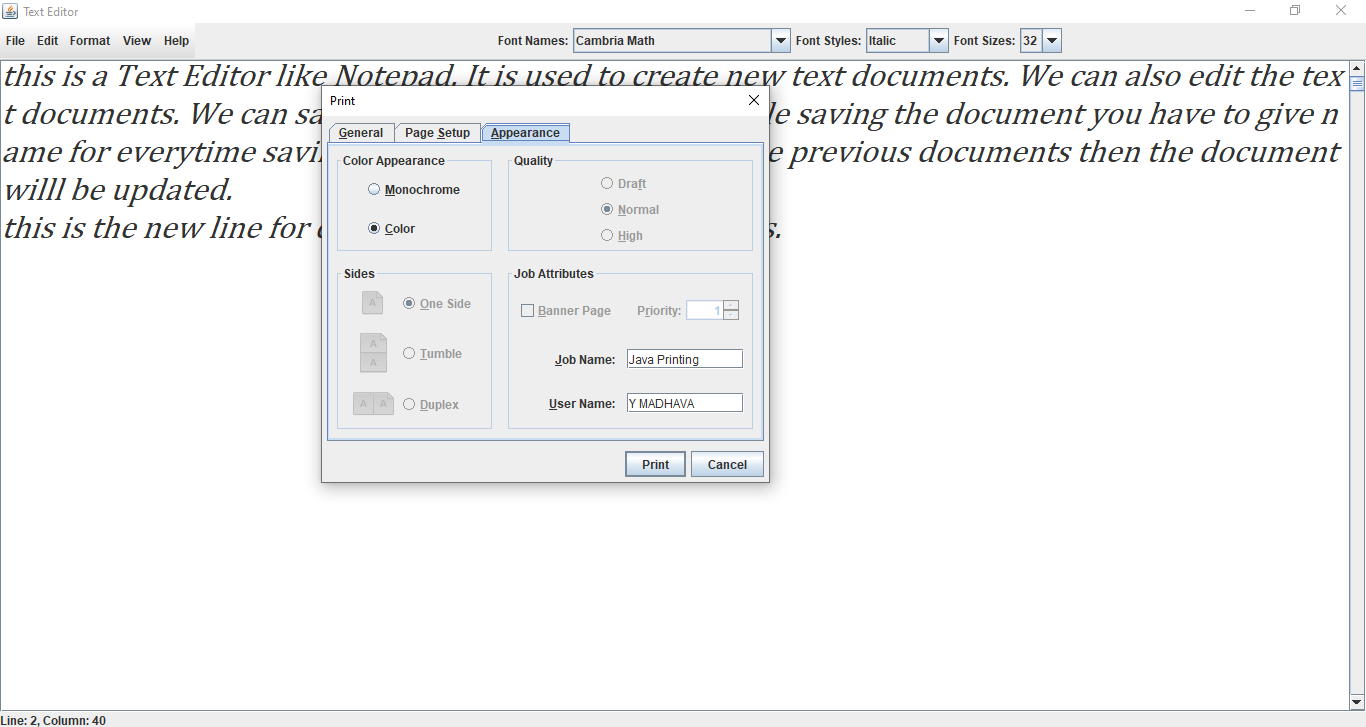 Text Editor
File Edit Format View Help Font Names: Cambria Math Font Styles: Italic Font Sizes: 32
this is a Text Editor like Notepad. It is used to create new text documents. We can also edit the tex
t documents. We can sa le saving the document you have to give n
ame for everytime savi e previous documents then the document
willl be updated.
this is the new line for s.
Print
General Page Setup Appearance
Color Appearance
Monochrome
Color
Quality
Draft
Normal
High
Sides
A One Side
A
A Tumble
A A Duplex
Job Attributes
Banner Page Priority: 1
Job Name: Java Printing
User Name: Y MADHAVA
Print Cancel
Line: 2, Column: 40